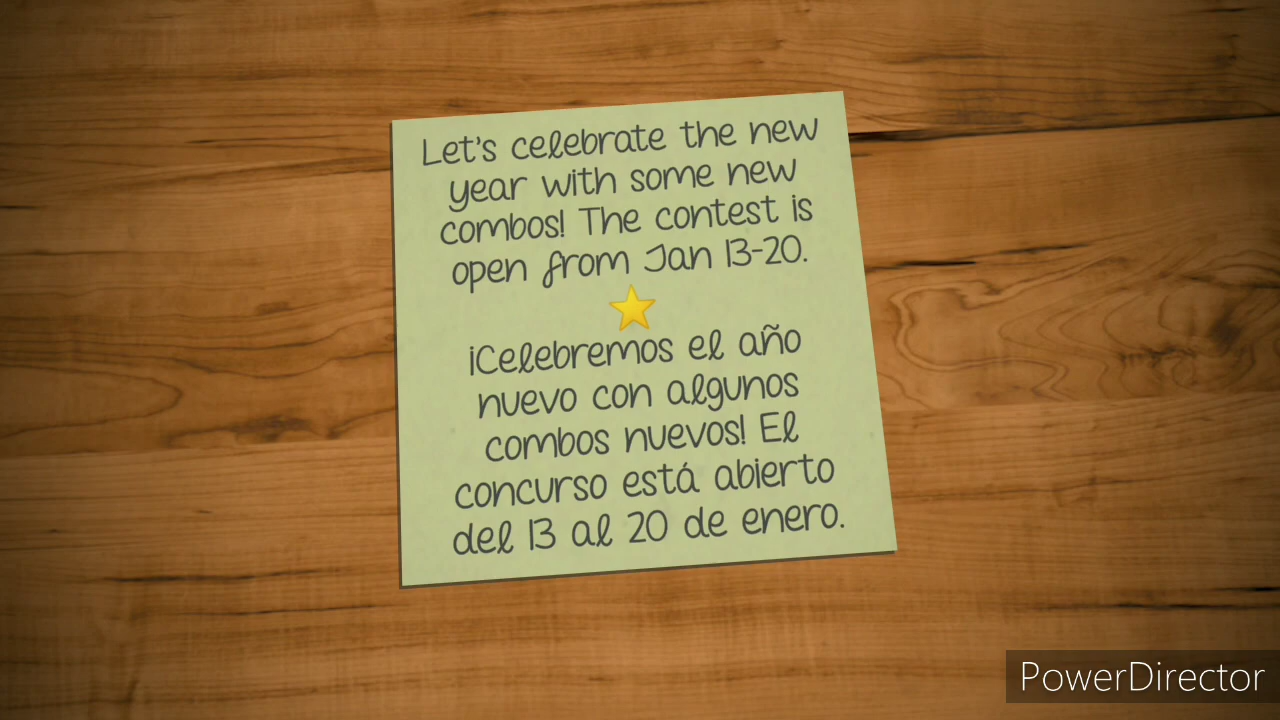 Let's celebrate the new
year with some new
combos! The contest is
open from Jan 13-20.
⭐
¡Celebremos el año
nuevo con algunos
combos nuevos! El
concurso está abierto
del 13 al 20 de enero.
PowerDirector